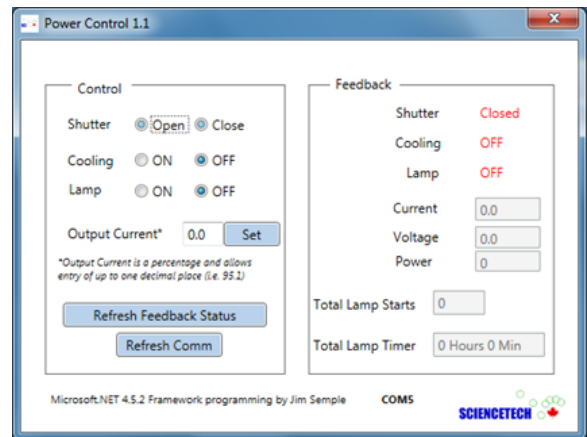 Power Control 1.1
Control
Shutter Open Close
Cooling ON OFF
Lamp ON OFF
Output Current* 0.0 Set
*Output Current is a percentage and allows
entry of up to one decimal place (i.e. 95.1)
Refresh Feedback Status
Refresh Comm
Feedback
Shutter Closed
Cooling OFF
Lamp OFF
Current 0.0
Voltage 0.0
Power 0
Total Lamp Starts 0
Total Lamp Timer 0 Hours 0 Min
Microsoft.NET 4.5.2 Framework programming by Jim Semple COM5
SCIENCETECH